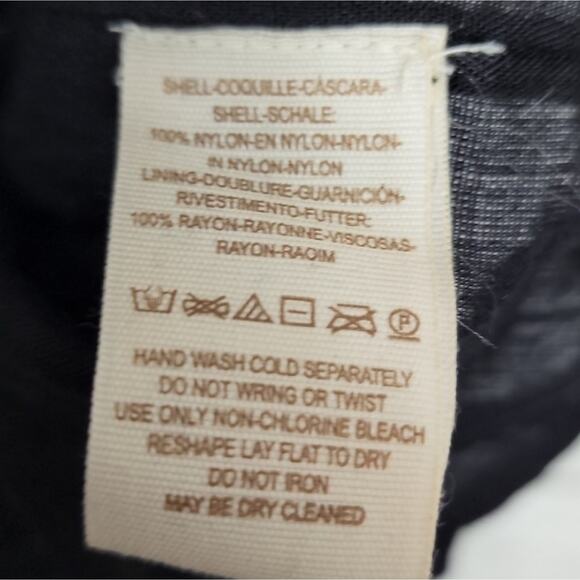 SHELL-COQUILLE-CÁSCARA-
SHELL-SCHALE:
100% NYLON-EN NYLON-NYLON-
IN NYLON-NYLON
LINING-DOUBLURE-GUARNICIÓN-
RIVESTIMENTO-FUTTER:
100% RAYON-RAYONNE-VISCOSAS-
RAYON-RAOIM
P
HAND WASH COLD SEPARATELY
DO NOT WRING OR TWIST
USE ONLY NON-CHLORINE BLEACH
RESHAPE LAY FLAT TO DRY
DO NOT IRON
MAY BE DRY CLEANED